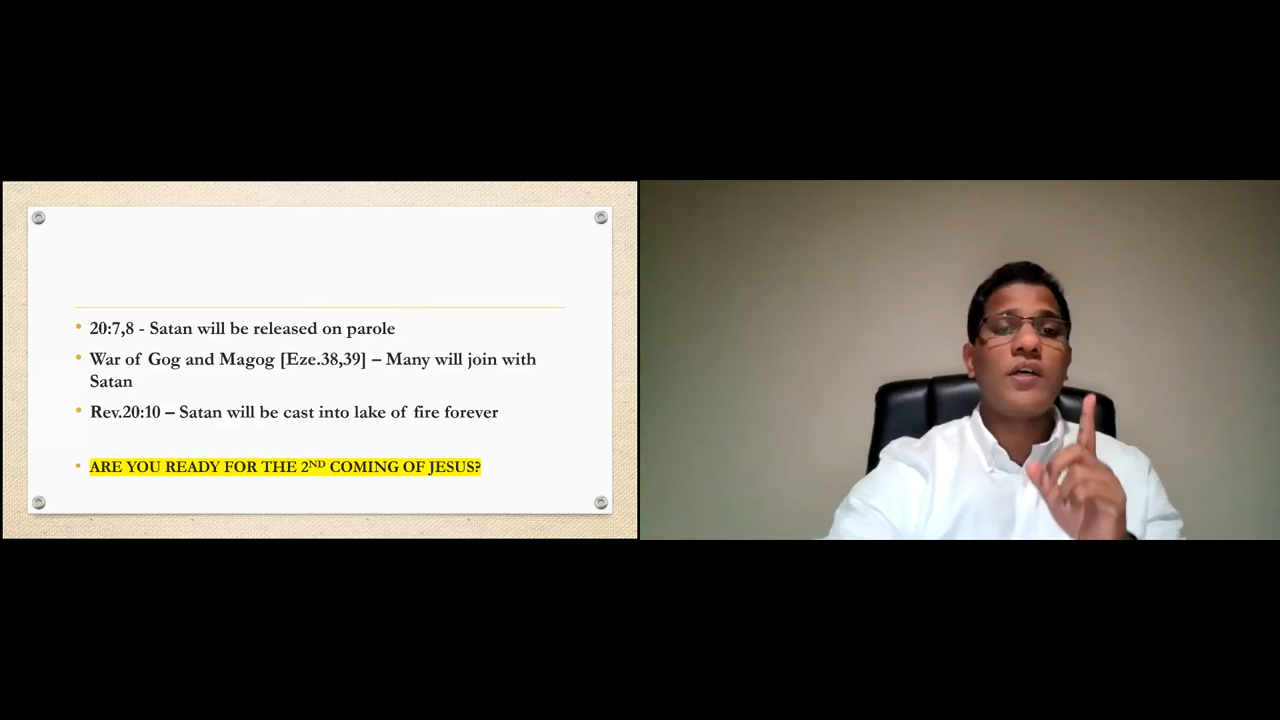 20:7,8 - Satan will be released on parole
War of Gog and Magog [Eze.38,39] – Many will join with
Satan
Rev.20:10 – Satan will be cast into lake of fire forever
ARE YOU READY FOR THE 2ND COMING OF JESUS?